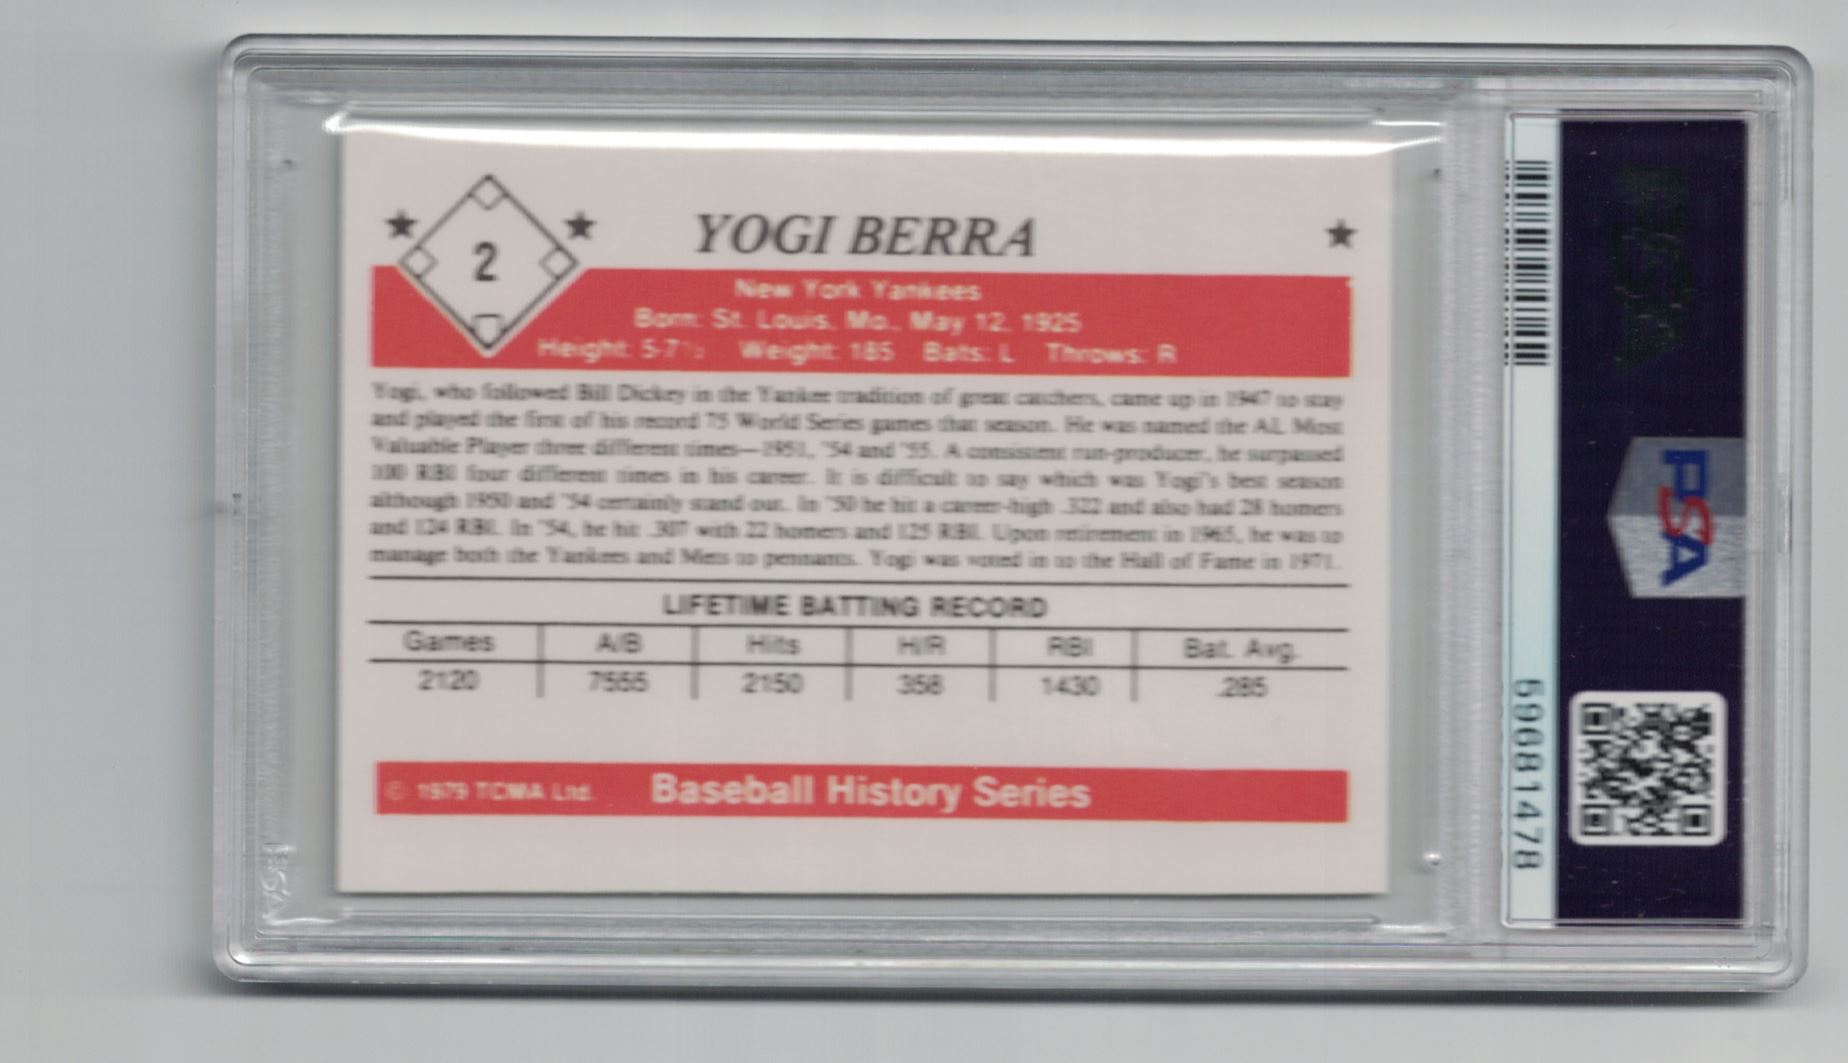 2
YOGI BERRA
New York Yankees
Born: St. Louis, Mo., May 12, 1925
Height: 5-7½ Weight: 185 Bats: L Throws: R
Yogi, who followed Bill Dickey in the Yankee tradition of great catchers, came up in 1947 to stay
and played the first of his record 75 World Series games that season. He was named the AL Most
Valuable Player three different times—1951, '54 and '55. A consistent run-producer, he surpassed
100 RBI four different times in his career. It is difficult to say which was Yogi's best season
although 1950 and '54 certainly stand out. In '50 he hit a career-high .322 and also had 28 homers
and 124 RBI. In '54, he hit .307 with 22 homers and 125 RBI. Upon retirement in 1965, he was to
manage both the Yankees and Mets to pennants. Yogi was voted in to the Hall of Fame in 1971.
LIFETIME BATTING RECORD
Games A/B Hits H/R RBI Bat. Avg.
2120 7555 2150 358 1430 .285
© 1979 TCMA Ltd. Baseball History Series
PSA
59681478